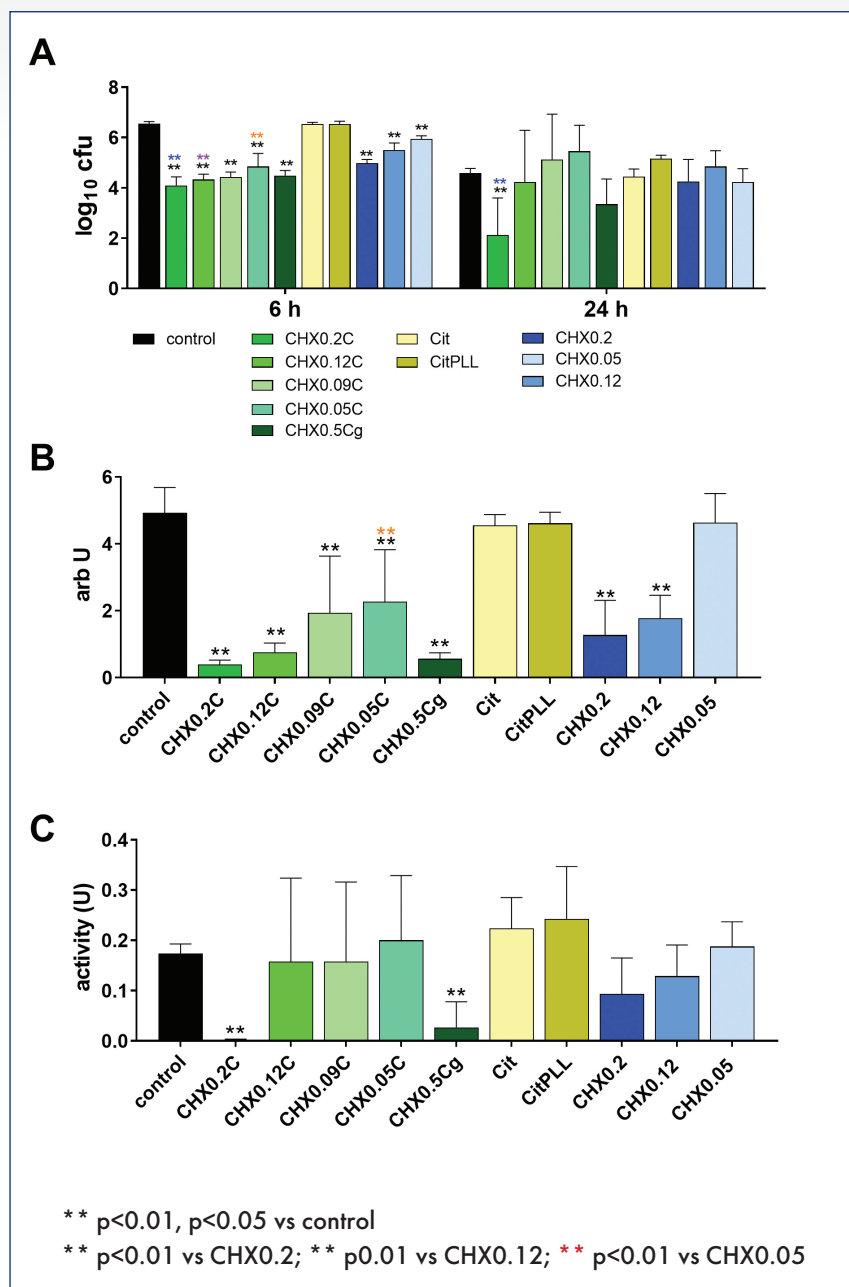 A
8
6
4
2
0
log10 cfu
** ** ** ** ** ** ** ** ** ** **
** **
6 h 24 h
control CHX0.2C Cit CHX0.2
CHX0.12C CitPLL CHX0.05
CHX0.09C CHX0.12
CHX0.05C
CHX0.5Cg
B
6
4
2
0
arb U
** ** ** ** ** ** ** **
control CHX0.2C CHX0.12C CHX0.09C CHX0.05C CHX0.5Cg Cit CitPLL CHX0.2 CHX0.12 CHX0.05
C
0.4
0.3
0.2
0.1
0.0
activity (U)
** **
control CHX0.2C CHX0.12C CHX0.09C CHX0.05C CHX0.5Cg Cit CitPLL CHX0.2 CHX0.12 CHX0.05
** p<0.01, p<0.05 vs control
** p<0.01 vs CHX0.2; ** p0.01 vs CHX0.12; ** p<0.01 vs CHX0.05